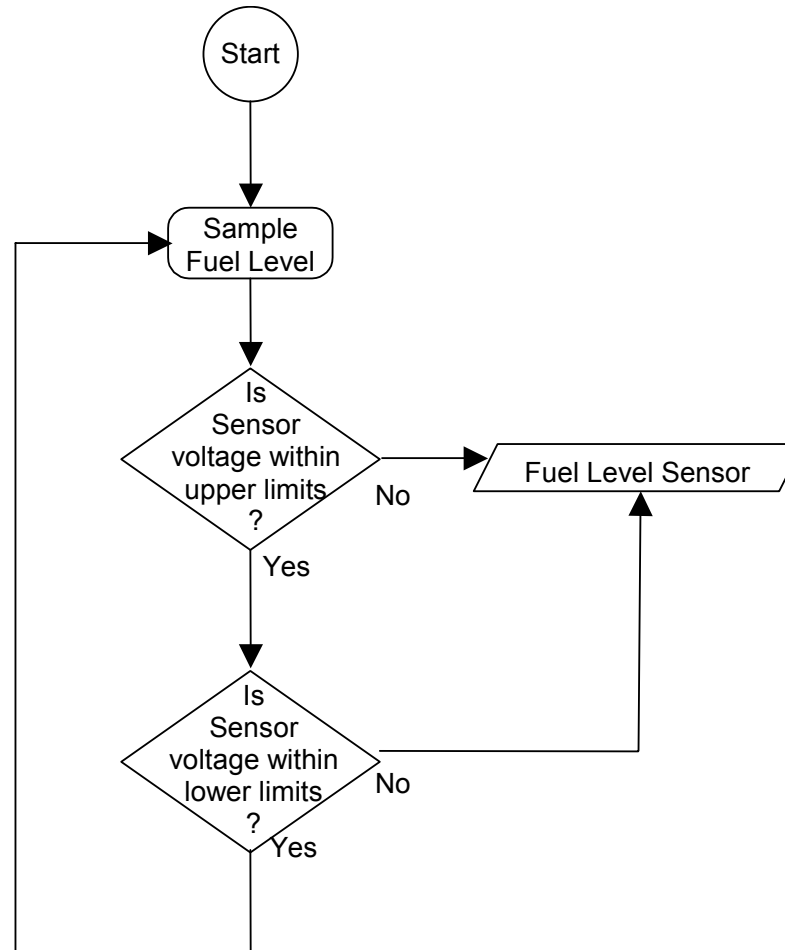 Start
Sample
Fuel Level
Is
Sensor
voltage within
upper limits
?
No
Fuel Level Sensor
Yes
Is
Sensor
voltage within
lower limits
?
No
Yes